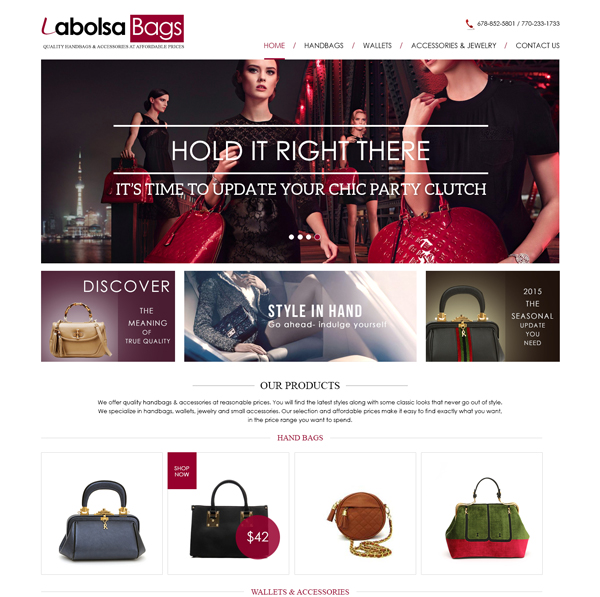 Labolsa Bags
QUALITY HANDBAGS & ACCESSORIES AT AFFORDABLE PRICES
678-852-5801 / 770-233-1733
HOME / HANDBAGS / WALLETS / ACCESSORIES & JEWELRY / CONTACT US
HOLD IT RIGHT THERE
IT'S TIME TO UPDATE YOUR CHIC PARTY CLUTCH
DISCOVER
THE
MEANING
OF
TRUE QUALITY
STYLE IN HAND
Go ahead- indulge yourself
2015
THE
SEASONAL
UPDATE
YOU
NEED
OUR PRODUCTS
We offer quality handbags & accessories at reasonable prices. You will find the latest styles along with some classic looks that never go out of style.
We specialize in handbags, wallets, jewelry and small accessories. Our selection and affordable prices make it easy to find exactly what you want,
in the price range you want to spend.
HAND BAGS
SHOP
NOW
$42
WALLETS & ACCESSORIES